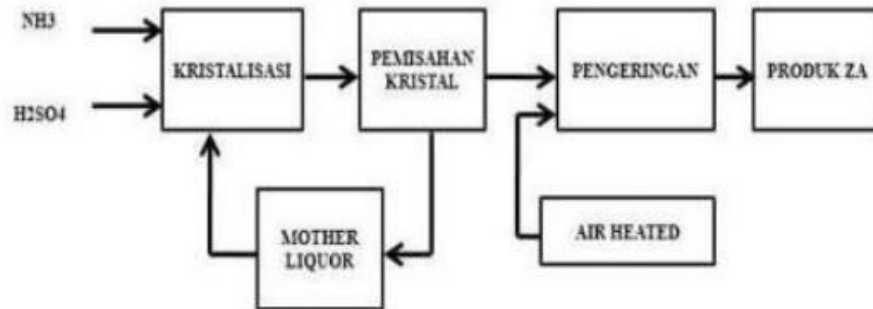 NH3
H2SO4
KRISTALISASI
PEMISAHAN
KRISTAL
PENGERINGAN
PRODUK ZA
MOTHER
LIQUOR
AIR HEATED